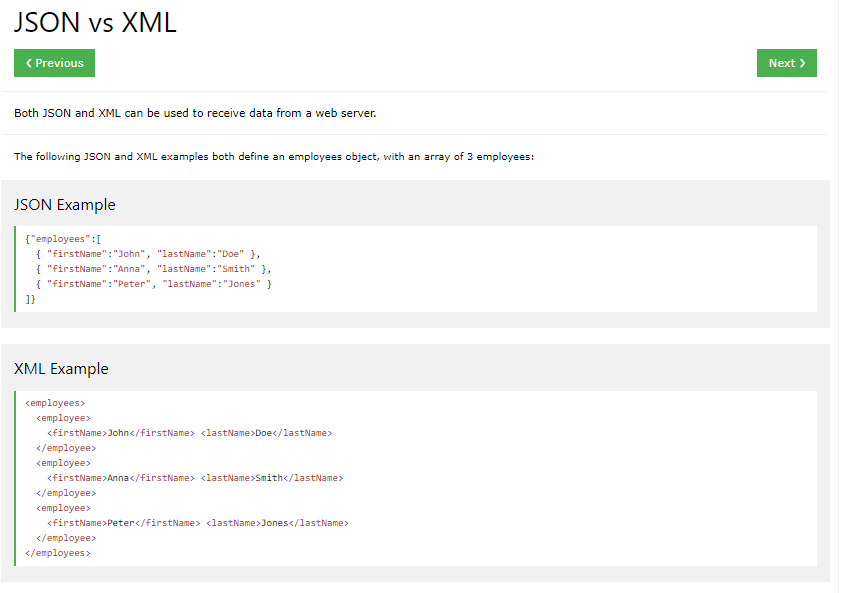 JSON vs XML
❮ Previous
Next ❯
Both JSON and XML can be used to receive data from a web server.
The following JSON and XML examples both define an employees object, with an array of 3 employees:
JSON Example
{"employees":[
  { "firstName":"John", "lastName":"Doe" },
  { "firstName":"Anna", "lastName":"Smith" },
  { "firstName":"Peter", "lastName":"Jones" }
]}
XML Example
<employees>
  <employee>
    <firstName>John</firstName> <lastName>Doe</lastName>
  </employee>
  <employee>
    <firstName>Anna</firstName> <lastName>Smith</lastName>
  </employee>
  <employee>
    <firstName>Peter</firstName> <lastName>Jones</lastName>
  </employee>
</employees>